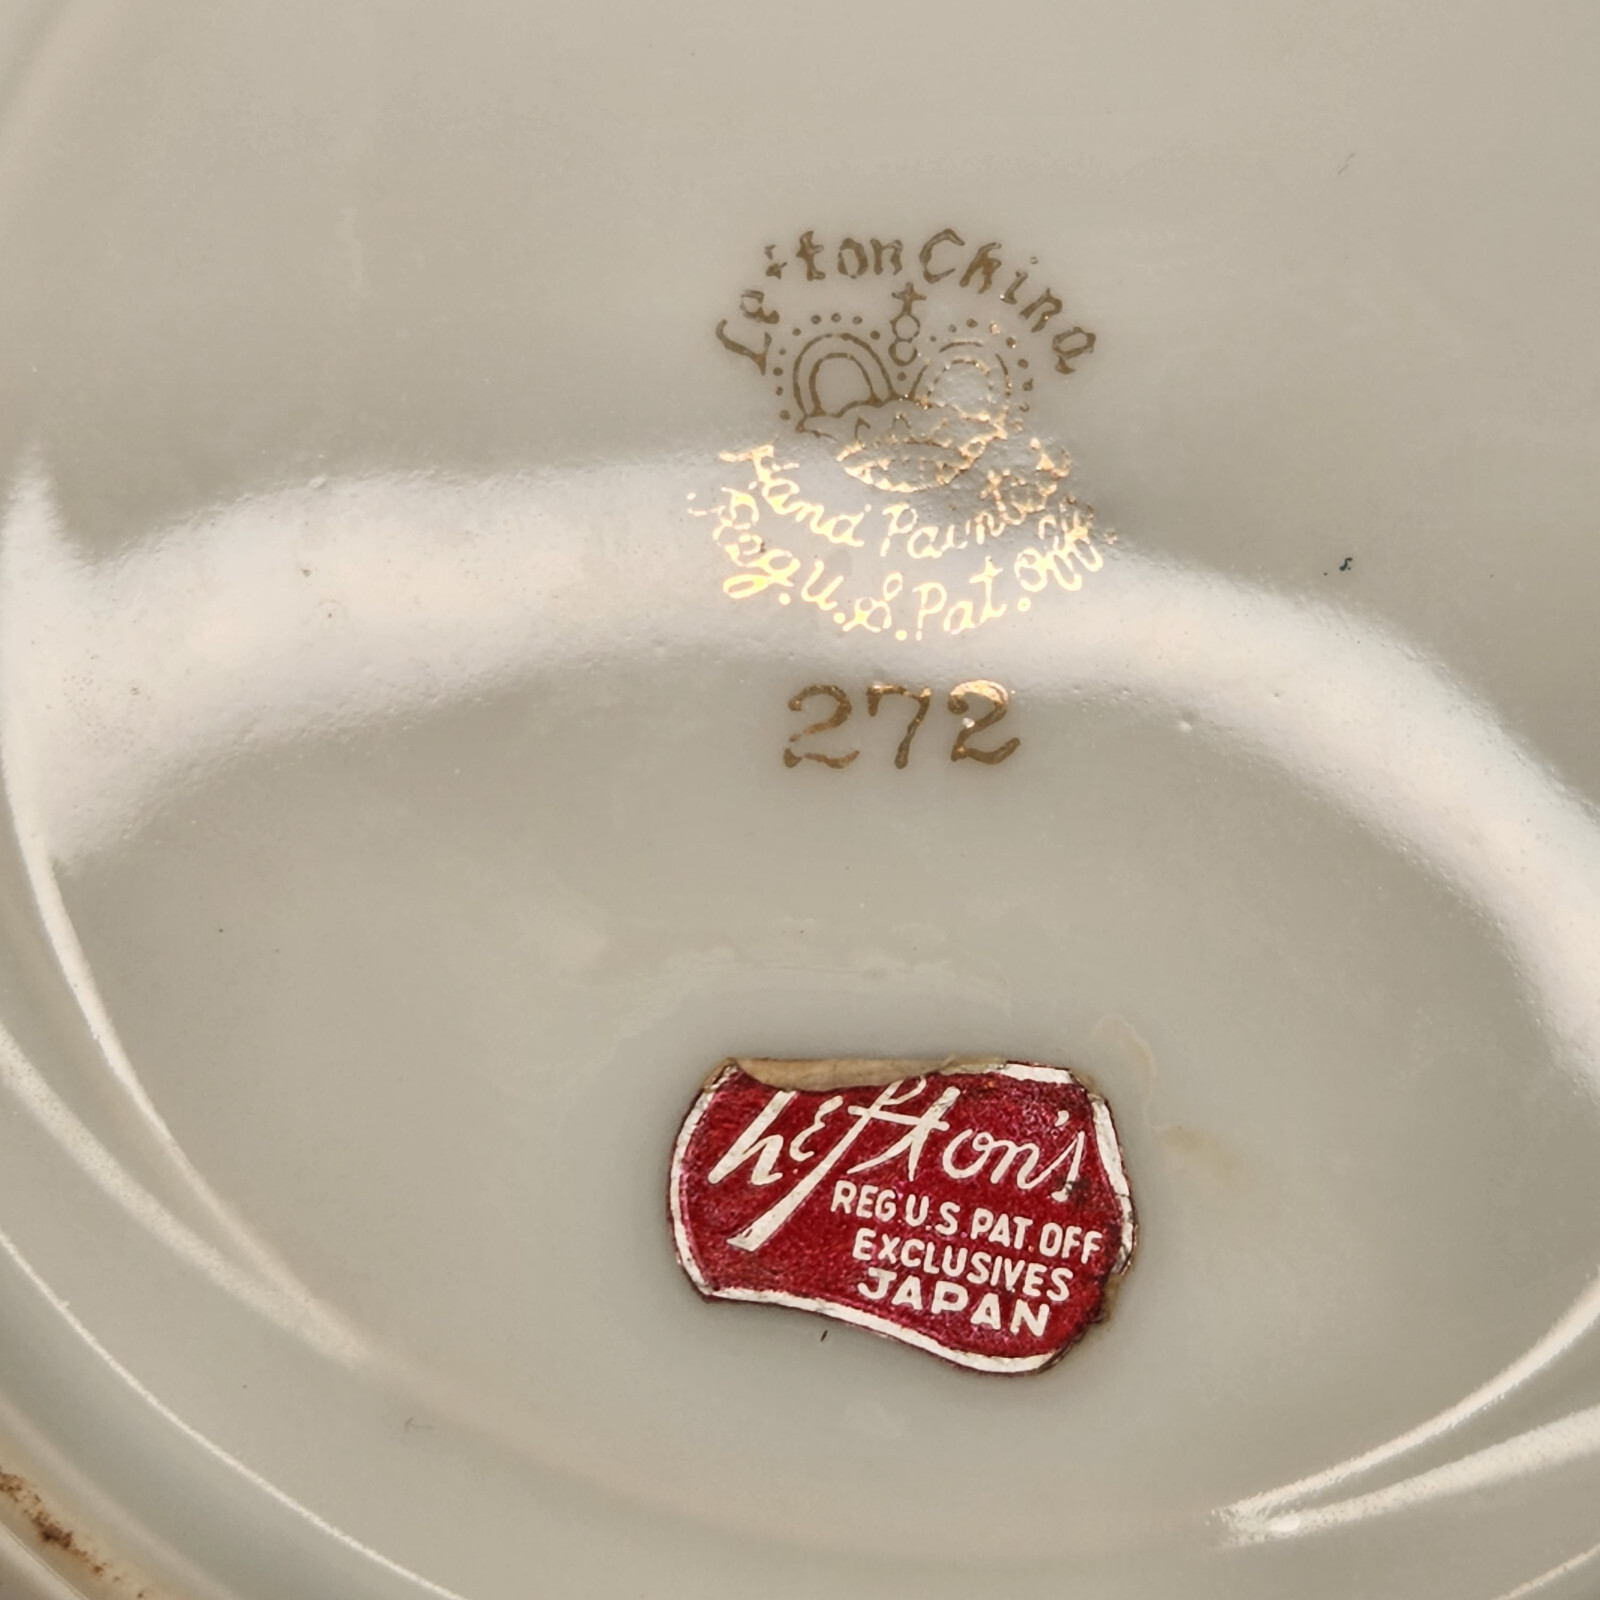 Lefton China
Hand Painted
Reg. U.S. Pat. Off.
272
Lefton's
REG U.S. PAT. OFF
EXCLUSIVES
JAPAN